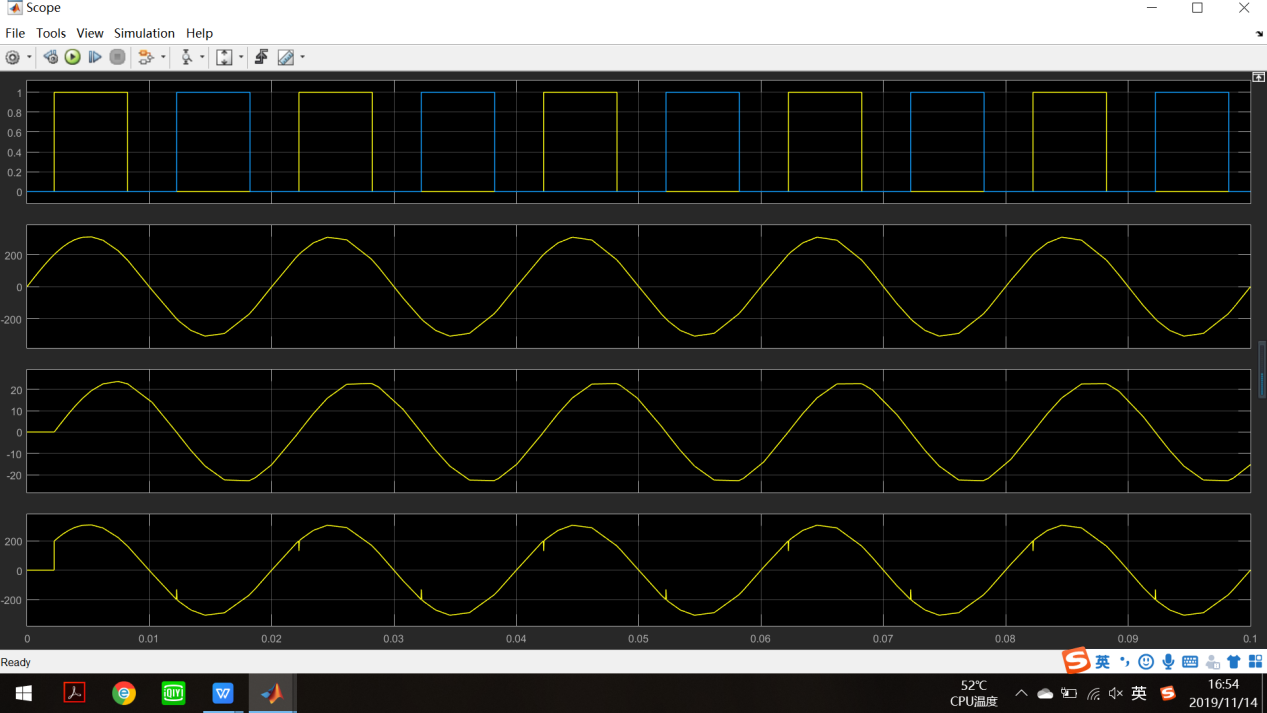 Scope
File Tools View Simulation Help
1
0.8
0.6
0.4
0.2
0
200
0
-200
20
10
0
-10
-20
200
0
-200
0 0.01 0.02 0.03 0.04 0.05 0.06 0.07 0.08 0.09 0.1
Ready
S 英
iQIY W
52℃
CPU温度
英 S
16:54
2019/11/14